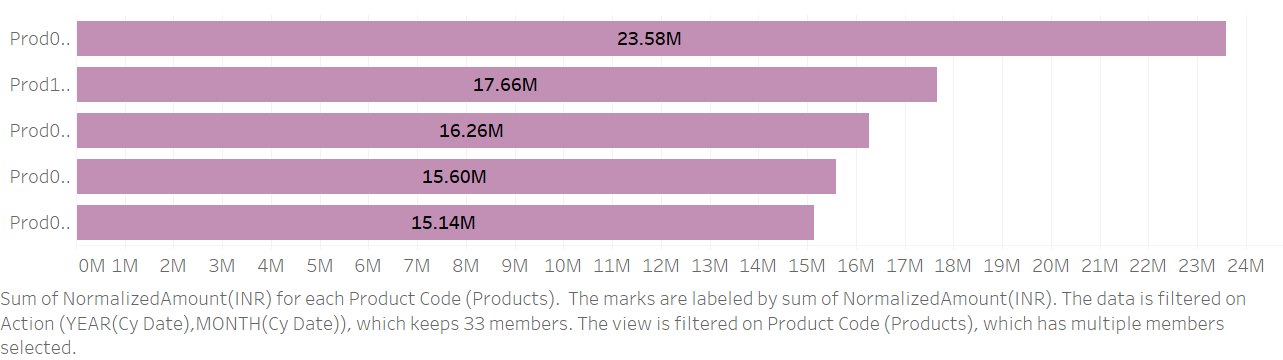 Prod0.. 23.58M
Prod1.. 17.66M
Prod0.. 16.26M
Prod0.. 15.60M
Prod0.. 15.14M
0M 1M 2M 3M 4M 5M 6M 7M 8M 9M 10M 11M 12M 13M 14M 15M 16M 17M 18M 19M 20M 21M 22M 23M 24M
Sum of NormalizedAmount(INR) for each Product Code (Products).  The marks are labeled by sum of NormalizedAmount(INR). The data is filtered on
Action (YEAR(Cy Date),MONTH(Cy Date)), which keeps 33 members. The view is filtered on Product Code (Products), which has multiple members
selected.